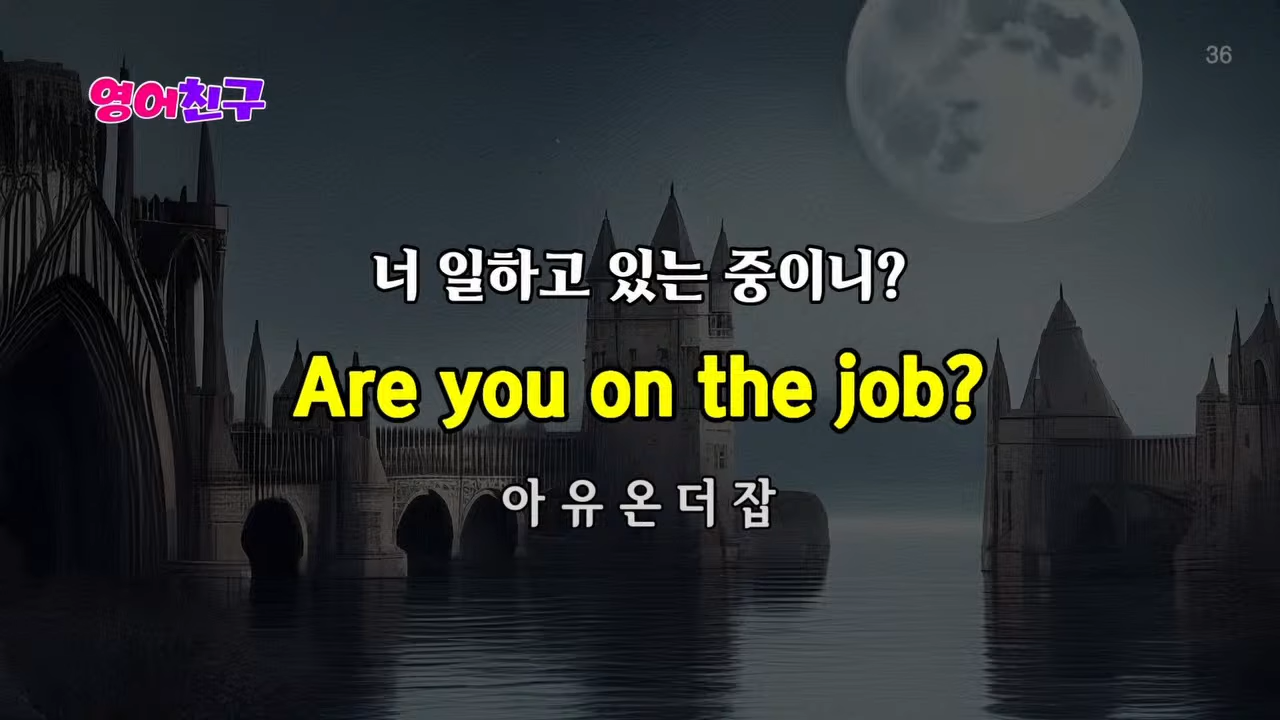 36
영어친구
너 일하고 있는 중이니?
Are you on the job?
아 유 온 더 잡